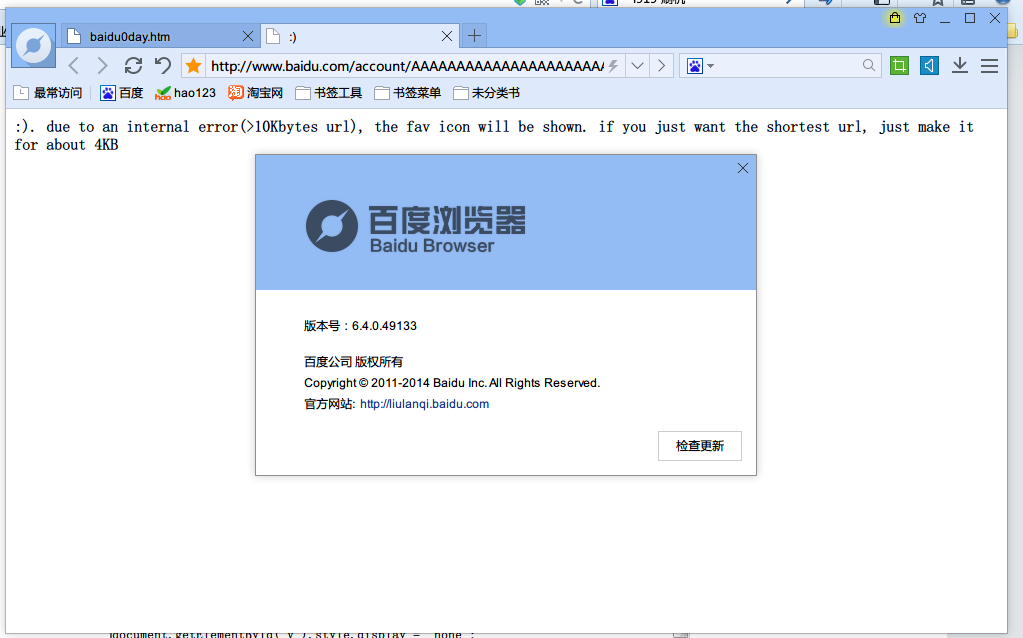 baidu0day.htm
:)
http://www.baidu.com/account/AAAAAAAAAAAAAAAAAAAAAA
最常访问
百度
hao123
淘宝网
书签工具
书签菜单
未分类书
:). due to an internal error(>10Kbytes url), the fav icon will be shown. if you just want the shortest url, just make it
for about 4KB
百度浏览器
Baidu Browser
版本号：6.4.0.49133
百度公司 版权所有
Copyright © 2011-2014 Baidu Inc. All Rights Reserved.
官方网站: http://liulanqi.baidu.com
检查更新